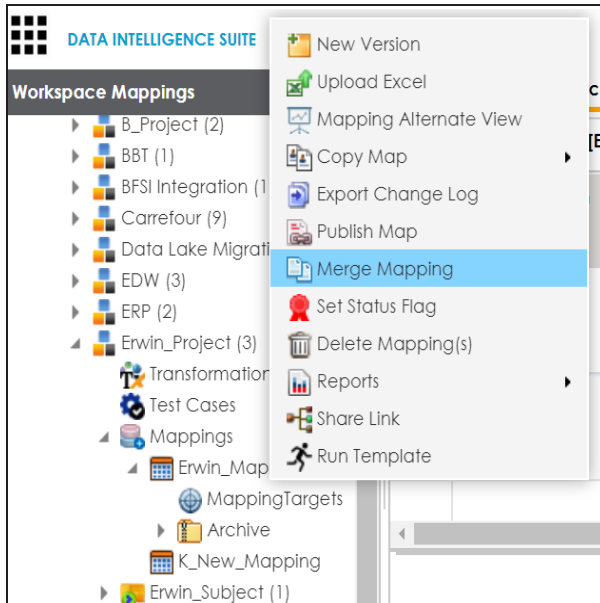 DATA INTELLIGENCE SUITE
Workspace Mappings
B_Project (2)
BBT (1)
BFSI Integration (1
Carrefour (9)
Data Lake Migrati
EDW (3)
ERP (2)
Erwin_Project (3)
Transformation
Test Cases
Mappings
Erwin_Map
MappingTargets
Archive
K_New_Mapping
Erwin_Subject (1)
New Version
Upload Excel
Mapping Alternate View
Copy Map
Export Change Log
Publish Map
Merge Mapping
Set Status Flag
Delete Mapping(s)
Reports
Share Link
Run Template
c
[E